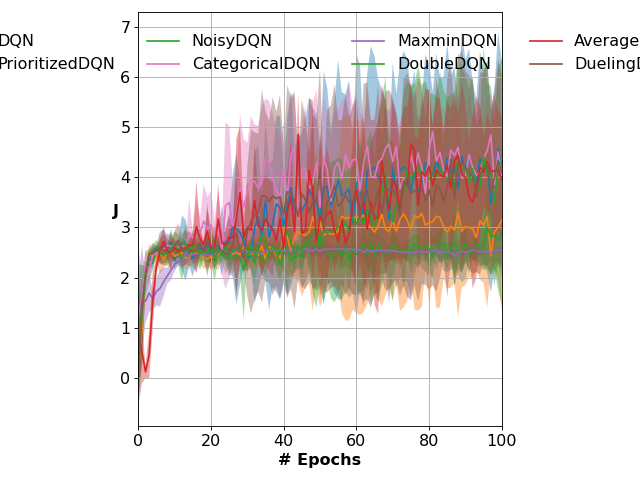 DQN NoisyDQN MaxminDQN Average
PrioritizedDQN CategoricalDQN DoubleDQN Dueling
7
6
5
4
3
2
1
0
J
0 20 40 60 80 100
# Epochs